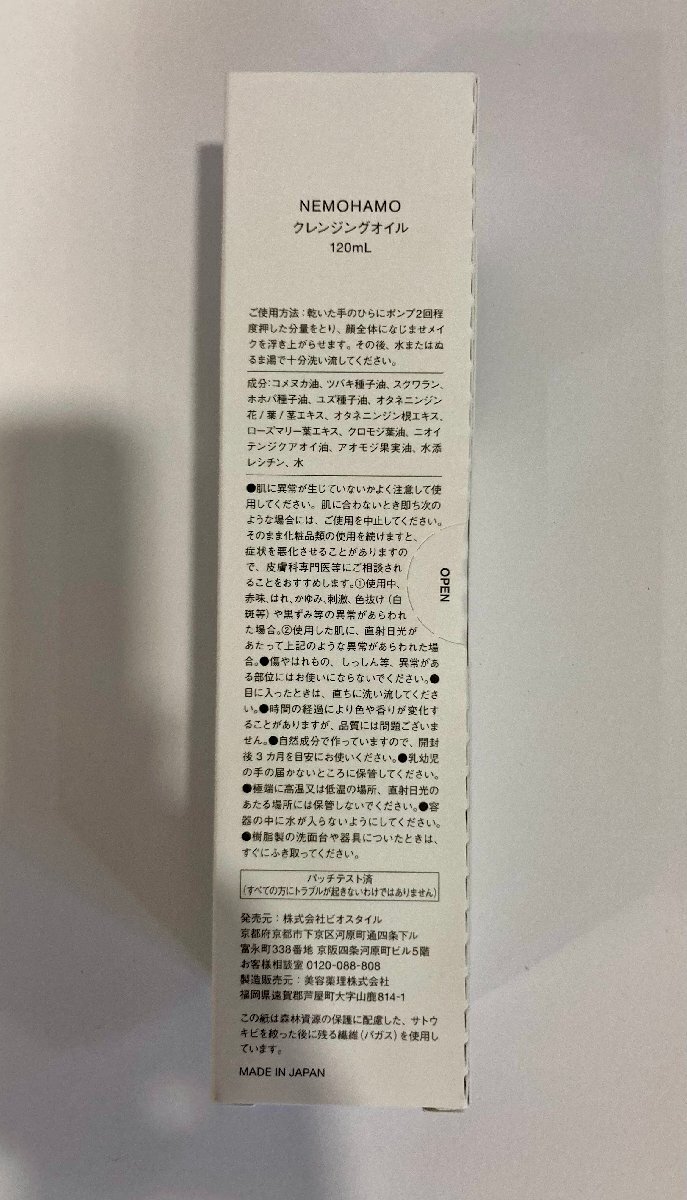 NEMOHAMO
クレンジングオイル
120mL
ご使用方法：乾いた手のひらにポンプ2回程
度押した分量をとり、顔全体になじませメイ
クを浮き上がらせます。その後、水またはぬ
るま湯で十分洗い流してください。
成分：コメヌカ油、ツバキ種子油、スクワラン、
ホホバ種子油、ユズ種子油、オタネニンジン
花/葉/茎エキス、オタネニンジン根エキス、
ローズマリー葉エキス、クロモジ葉油、ニオイ
テンジクアオイ油、アオモジ果実油、水添
レシチン、水
●肌に異常が生じていないかよく注意して使
用してください。肌に合わないとき即ち次の
ような場合には、ご使用を中止してください。
そのまま化粧品類の使用を続けますと、
症状を悪化させることがありますの
で、皮膚科専門医等にご相談され
ることをおすすめします。①使用中、
赤味、はれ、かゆみ、刺激、色抜け（白
斑等）や黒ずみ等の異常があらわれ
た場合。②使用した肌に、直射日光が
あたって上記のような異常があらわれた場
合。●傷やはれもの、しっしん等、異常があ
る部位にはお使いにならないでください。●
目に入ったときは、直ちに洗い流してくださ
い。●時間の経過により色や香りが変化す
ることがありますが、品質には問題ございま
せん。●自然成分で作っていますので、開封
後3カ月を目安にお使いください。●乳幼児
の手の届かないところに保管してください。
●極端に高温又は低温の場所、直射日光の
あたる場所には保管しないでください。●容
器の中に水が入らないようにしてください。
●樹脂製の洗面台や器具についたときは、
すぐにふき取ってください。
OPEN
パッチテスト済
（すべての方にトラブルが起きないわけではありません）
発売元：株式会社ビオスタイル
京都府京都市下京区河原町通四条下ル
富永町338番地 京阪四条河原町ビル5階
お客様相談室 0120-088-808
製造販売元：美容薬理株式会社
福岡県遠賀郡芦屋町大字山鹿814-1
この紙は森林資源の保護に配慮した、サトウ
キビを絞った後に残る繊維（バガス）を使用し
ています。
MADE IN JAPAN